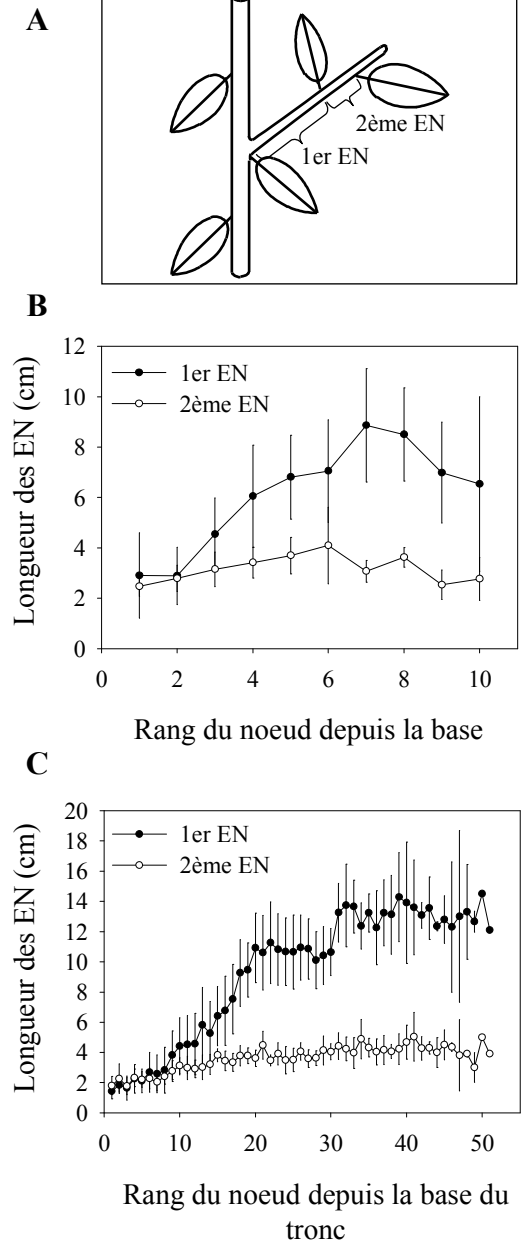 A
2ème EN
1er EN
B
12
10
8
6
4
2
0
1er EN
2ème EN
Longueur des EN (cm)
0 2 4 6 8 10
Rang du noeud depuis la base
C
20
18
16
14
12
10
8
6
4
2
0
1er EN
2ème EN
Longueur des EN (cm)
0 10 20 30 40 50
Rang du noeud depuis la base du
tronc